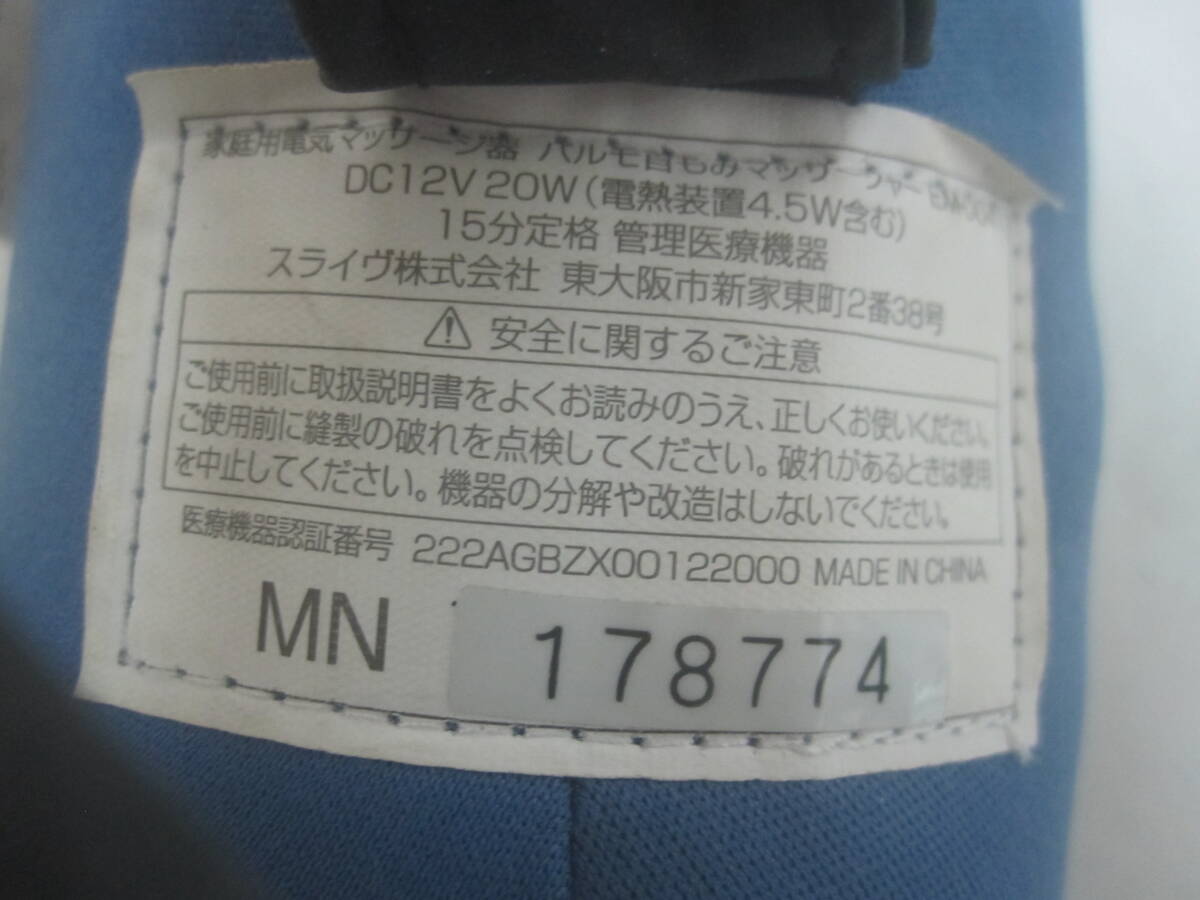 家庭用電気マッサージ器 パルモ首もみマッサージャー
DC12V 20W(電熱装置4.5W含む)
15分定格 管理医療機器
スライヴ株式会社 東大阪市新家東町2番38号
安全に関するご注意
ご使用前に取扱説明書をよくお読みのうえ、正しくお使いください。
ご使用前に縫製の破れを点検してください。破れがあるときは使用
を中止してください。機器の分解や改造はしないでください。
医療機器認証番号 222AGBZX00122000 MADE IN CHINA
MN 178774